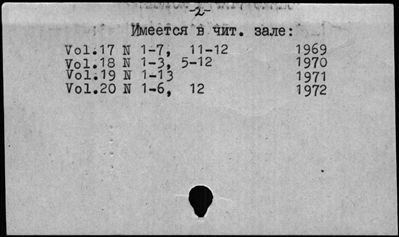 -2-
Имеется в чит. зале:
Vol.17 N 1-7, 11-12 1969
Vol.18 N 1-3, 5-12 1970
Vol.19 N 1-13 1971
Vol.20 N 1-6, 12 1972